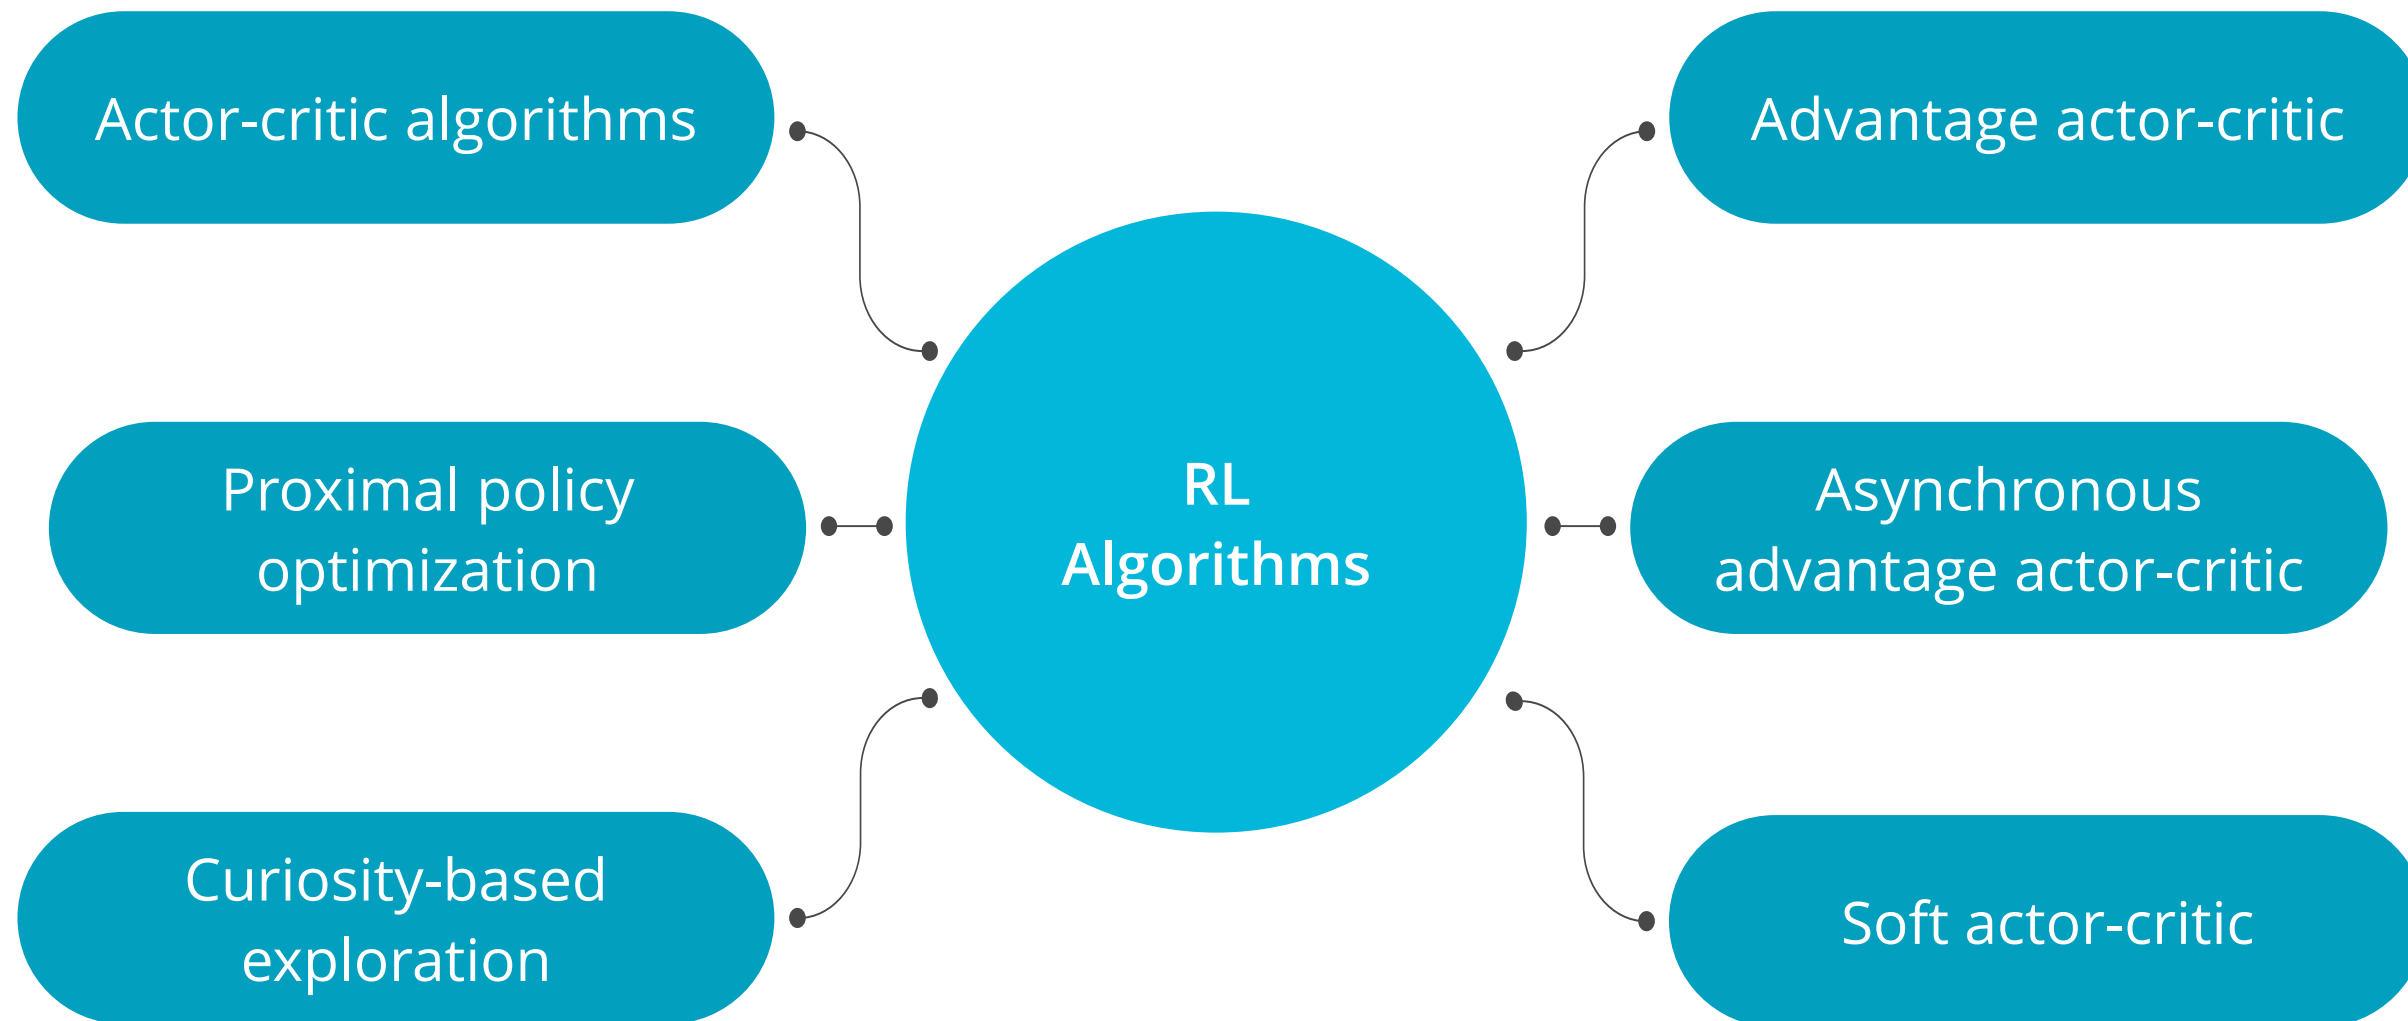 Actor-critic algorithms
Advantage actor-critic
Proximal policy
optimization
RL
Algorithms
Asynchronous
advantage actor-critic
Curiosity-based
exploration
Soft actor-critic